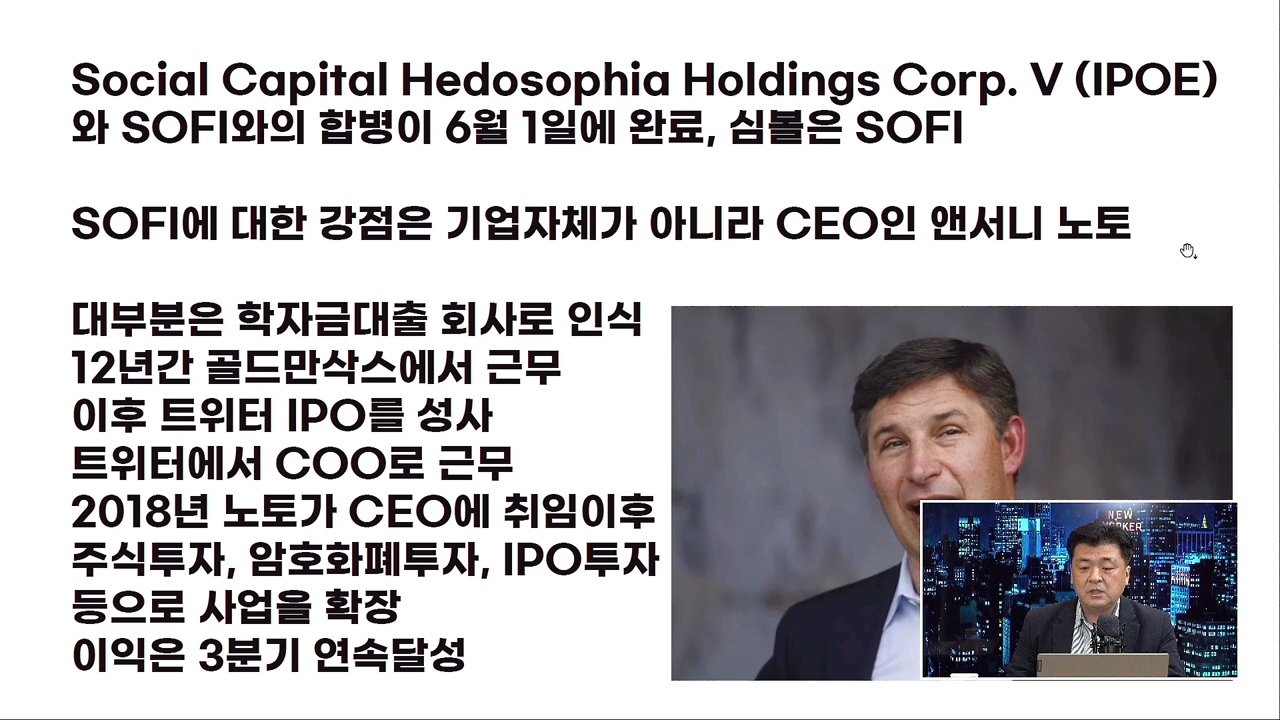 Social Capital Hedosophia Holdings Corp. V (IPOE)
와 SOFI와의 합병이 6월 1일에 완료, 심볼은 SOFI
SOFI에 대한 강점은 기업자체가 아니라 CEO인 앤서니 노토
대부분은 학자금대출 회사로 인식
12년간 골드만삭스에서 근무
이후 트위터 IPO를 성사
트위터에서 COO로 근무
2018년 노토가 CEO에 취임이후
주식투자, 암호화폐투자, IPO투자
등으로 사업을 확장
이익은 3분기 연속달성
NEW
YORKER